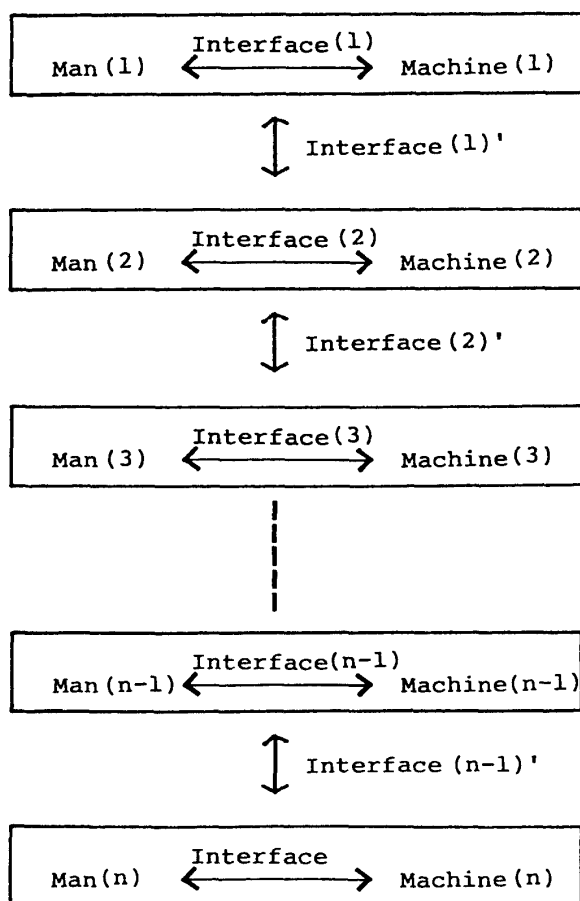 Interface(1)
Man(1) Machine(1)
Interface(1)'
Interface(2)
Man(2) Machine(2)
Interface(2)'
Interface(3)
Man(3) Machine(3)
Interface(n-1)
Man(n-1) Machine(n-1)
Interface(n-1)'
Interface
Man(n) Machine(n)